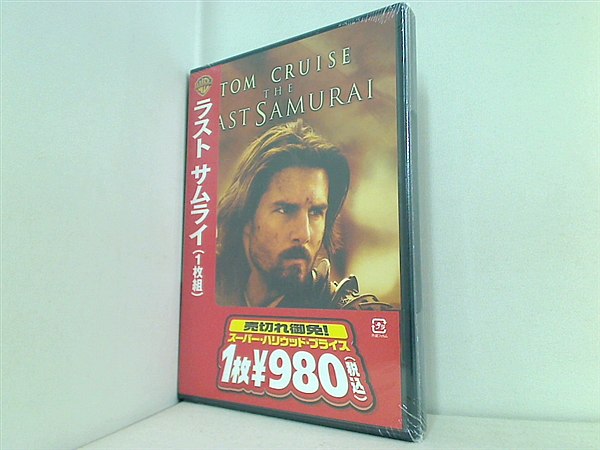 TOM CRUISE
THE
AST SAMURAI
ラスト サムライ(1枚組)
売切れ御免!
スーパー・ハリウッド・プライス
1枚¥980(税込)